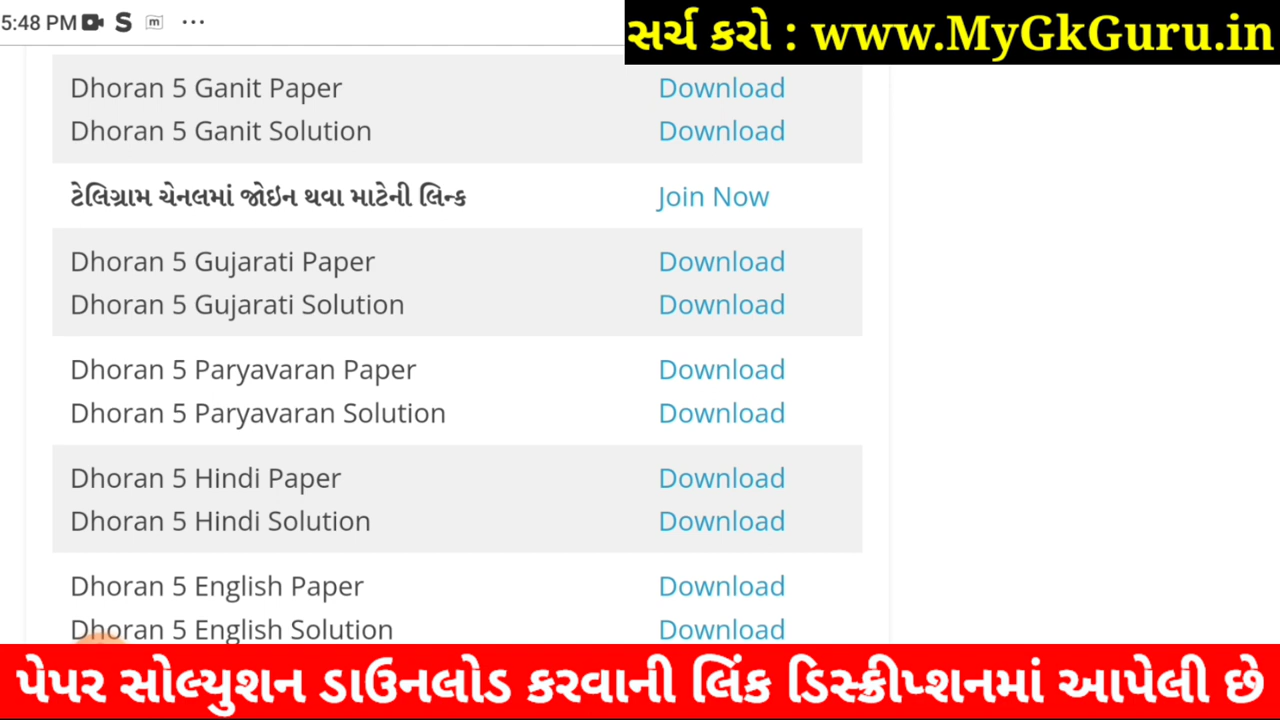 5:48 PM S m ...
સર્ચ કરો : www.MyGkGuru.in
Dhoran 5 Ganit Paper Download
Dhoran 5 Ganit Solution Download
ટેલિગ્રામ ચેનલમાં જોઇન થવા માટેની લિન્ક Join Now
Dhoran 5 Gujarati Paper Download
Dhoran 5 Gujarati Solution Download
Dhoran 5 Paryavaran Paper Download
Dhoran 5 Paryavaran Solution Download
Dhoran 5 Hindi Paper Download
Dhoran 5 Hindi Solution Download
Dhoran 5 English Paper Download
Dhoran 5 English Solution Download
પેપર સોલ્યુશન ડાઉનલોડ કરવાની લિંક ડિસ્ક્રીપ્શનમાં આપેલી છે